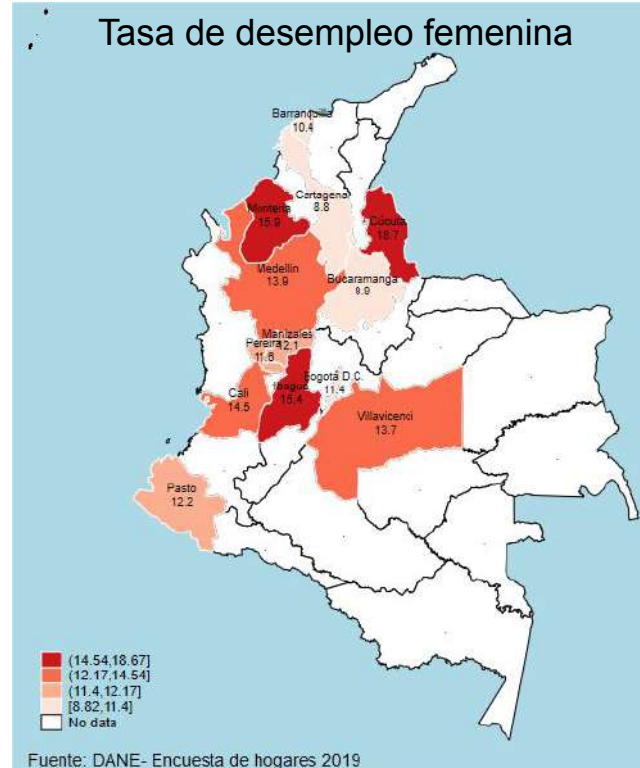 Tasa de desempleo femenina
Barranquilla
10.4
Cartagena
8.8
Montería
15.9
Cúcuta
18.7
Medellín
13.9
Bucaramanga
9.9
Manizales
12.1
Pereira
11.6
Bogotá D.C.
11.4
Ibagué
15.4
Cali
14.5
Villavicenci
13.7
Pasto
12.2
(14.54,18.67]
(12.17,14.54]
(11.4,12.17]
[8.82,11.4]
No data
Fuente: DANE- Encuesta de hogares 2019